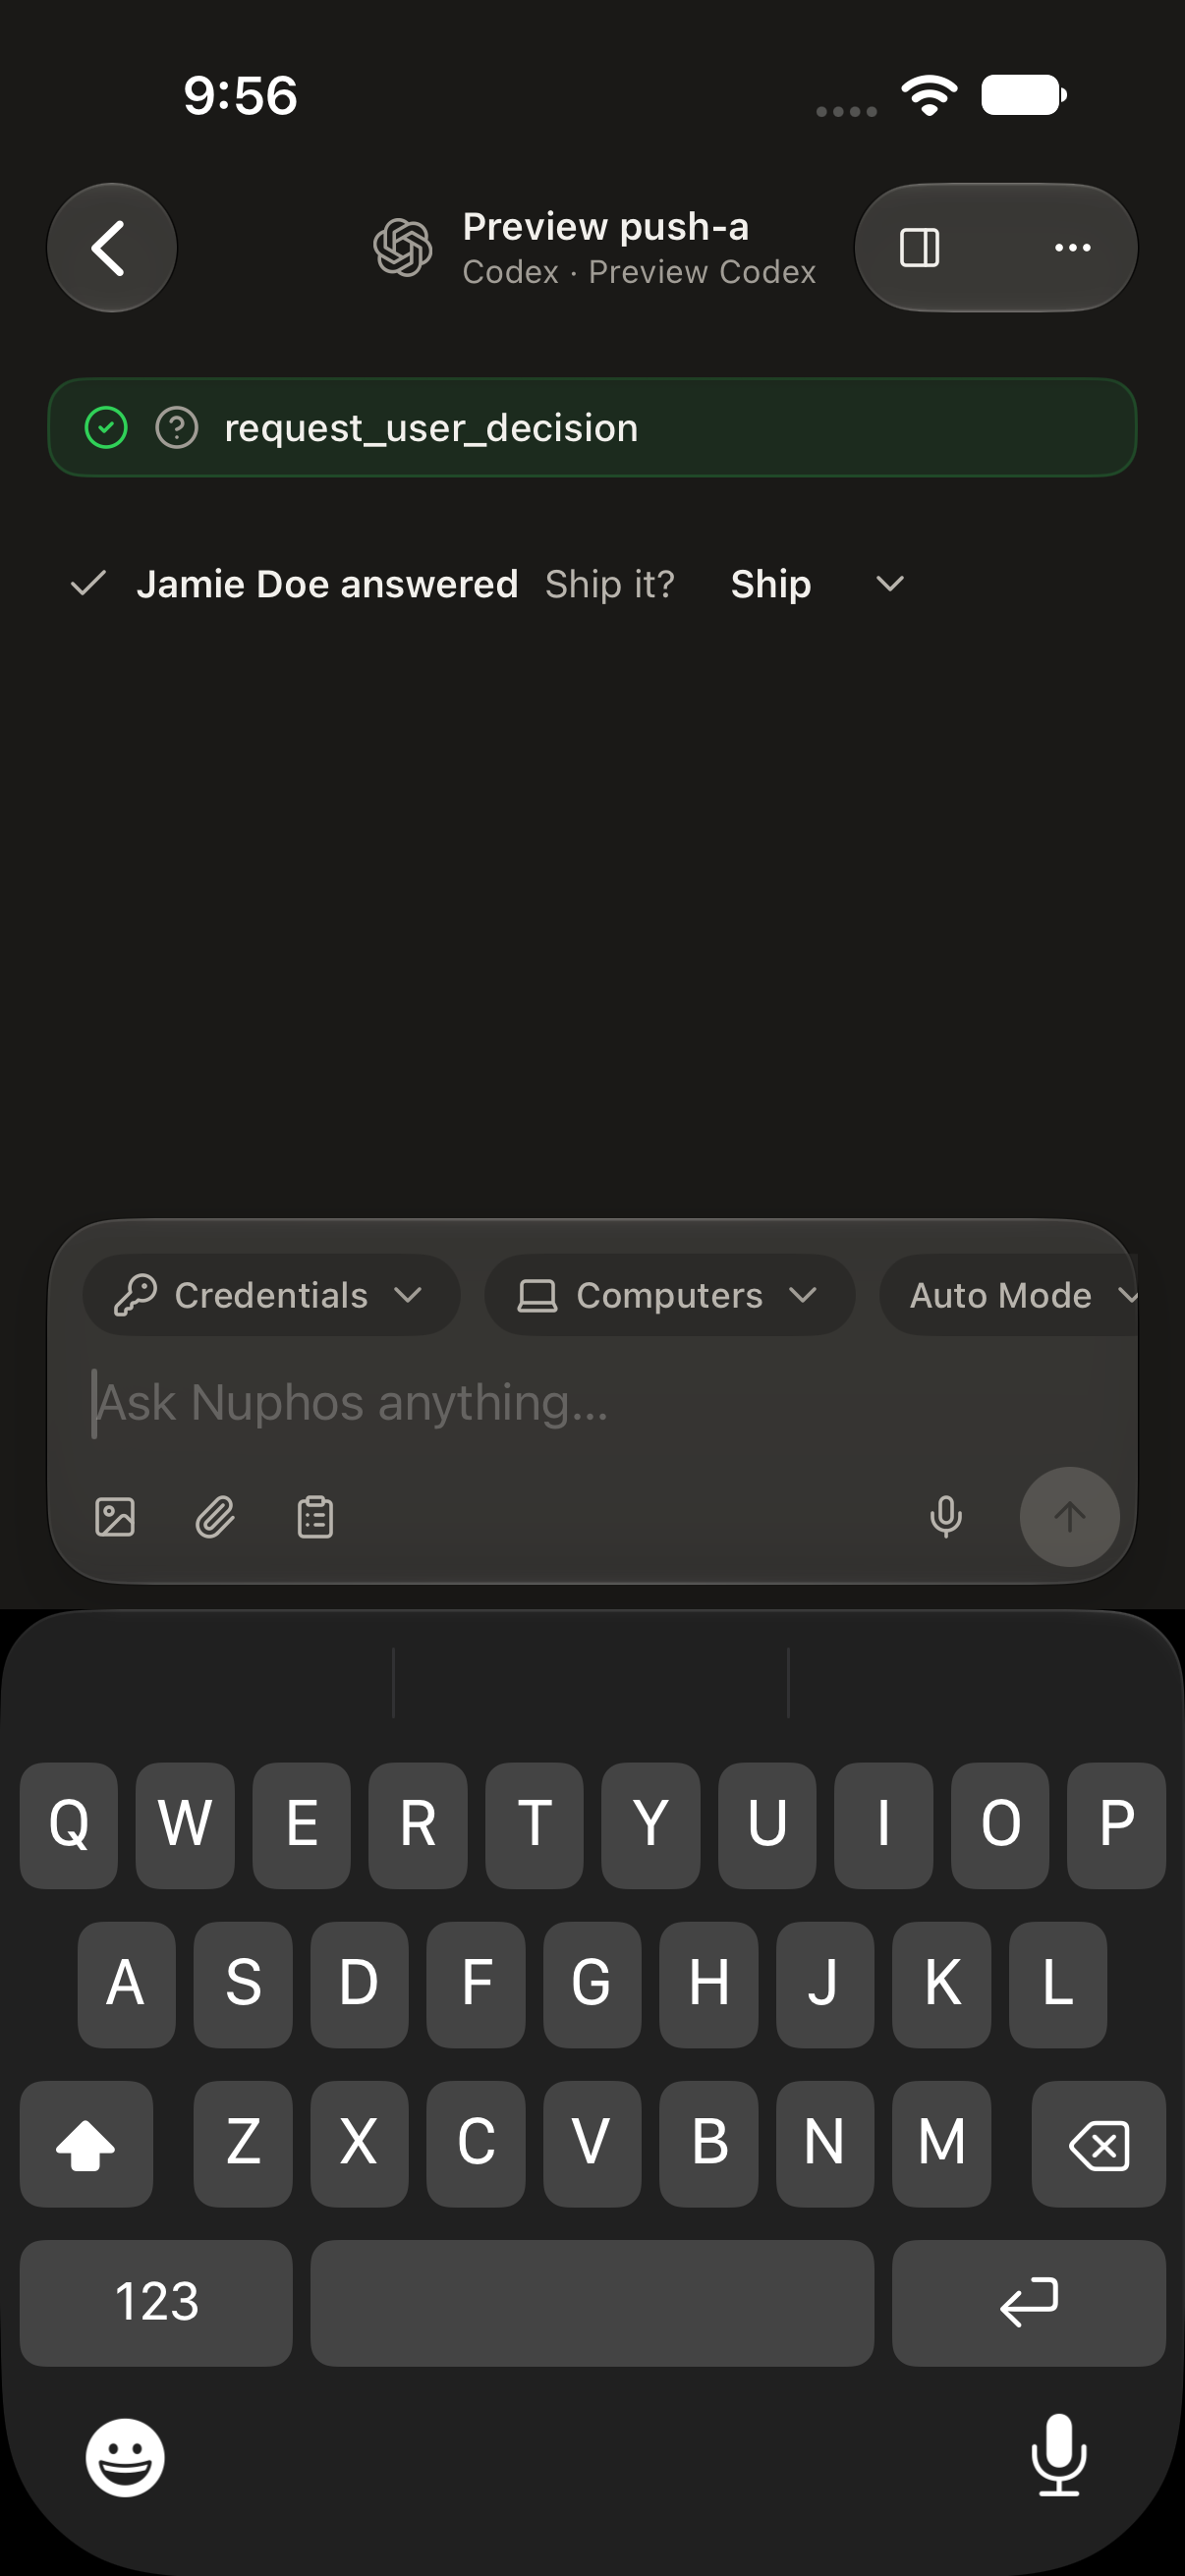 9:56
Preview push-a
Codex · Preview Codex
request_user_decision
Jamie Doe answered Ship it? Ship
Credentials Computers Auto Mode
Ask Nuphos anything...
Q W E R T Y U I O P
A S D F G H J K L
Z X C V B N M
123